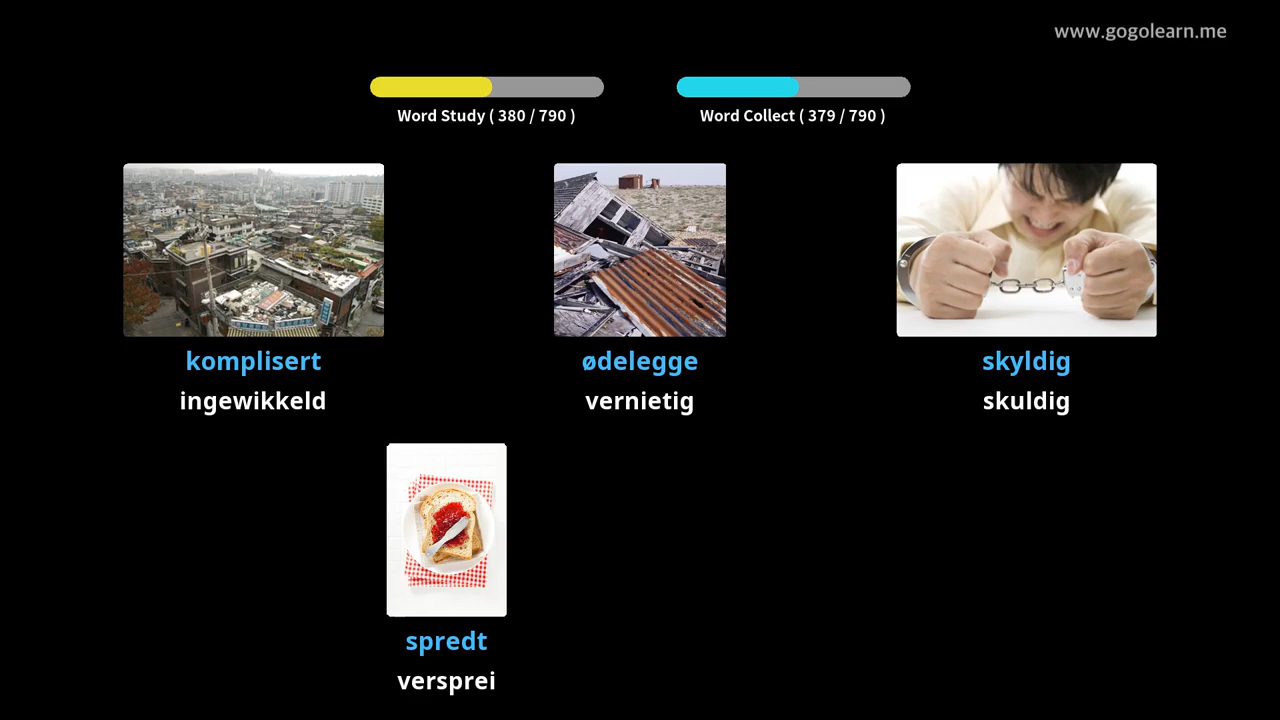 www.gogolearn.me
Word Study ( 380 / 790 )
Word Collect ( 379 / 790 )
komplisert
ingewikkeld
ødelegge
vernietig
skyldig
skuldig
spredt
versprei